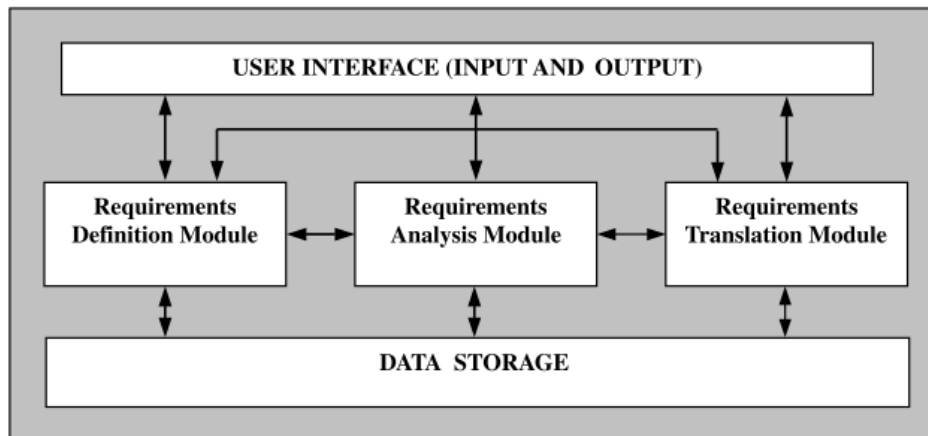 USER INTERFACE (INPUT AND OUTPUT)
Requirements
Definition Module
Requirements
Analysis Module
Requirements
Translation Module
DATA STORAGE